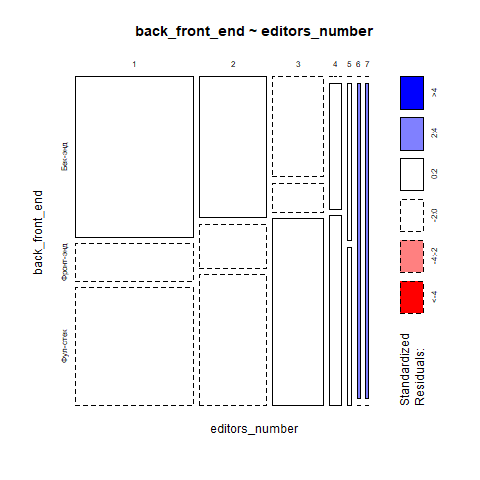 back_front_end ~ editors_number
1 2 3 4 5 6 7
Бек-энд
Фронт-энд
Фул-стек
back_front_end
editors_number
>4
2:4
0:2
-2:0
-4:-2
<-4
Standardized
Residuals: